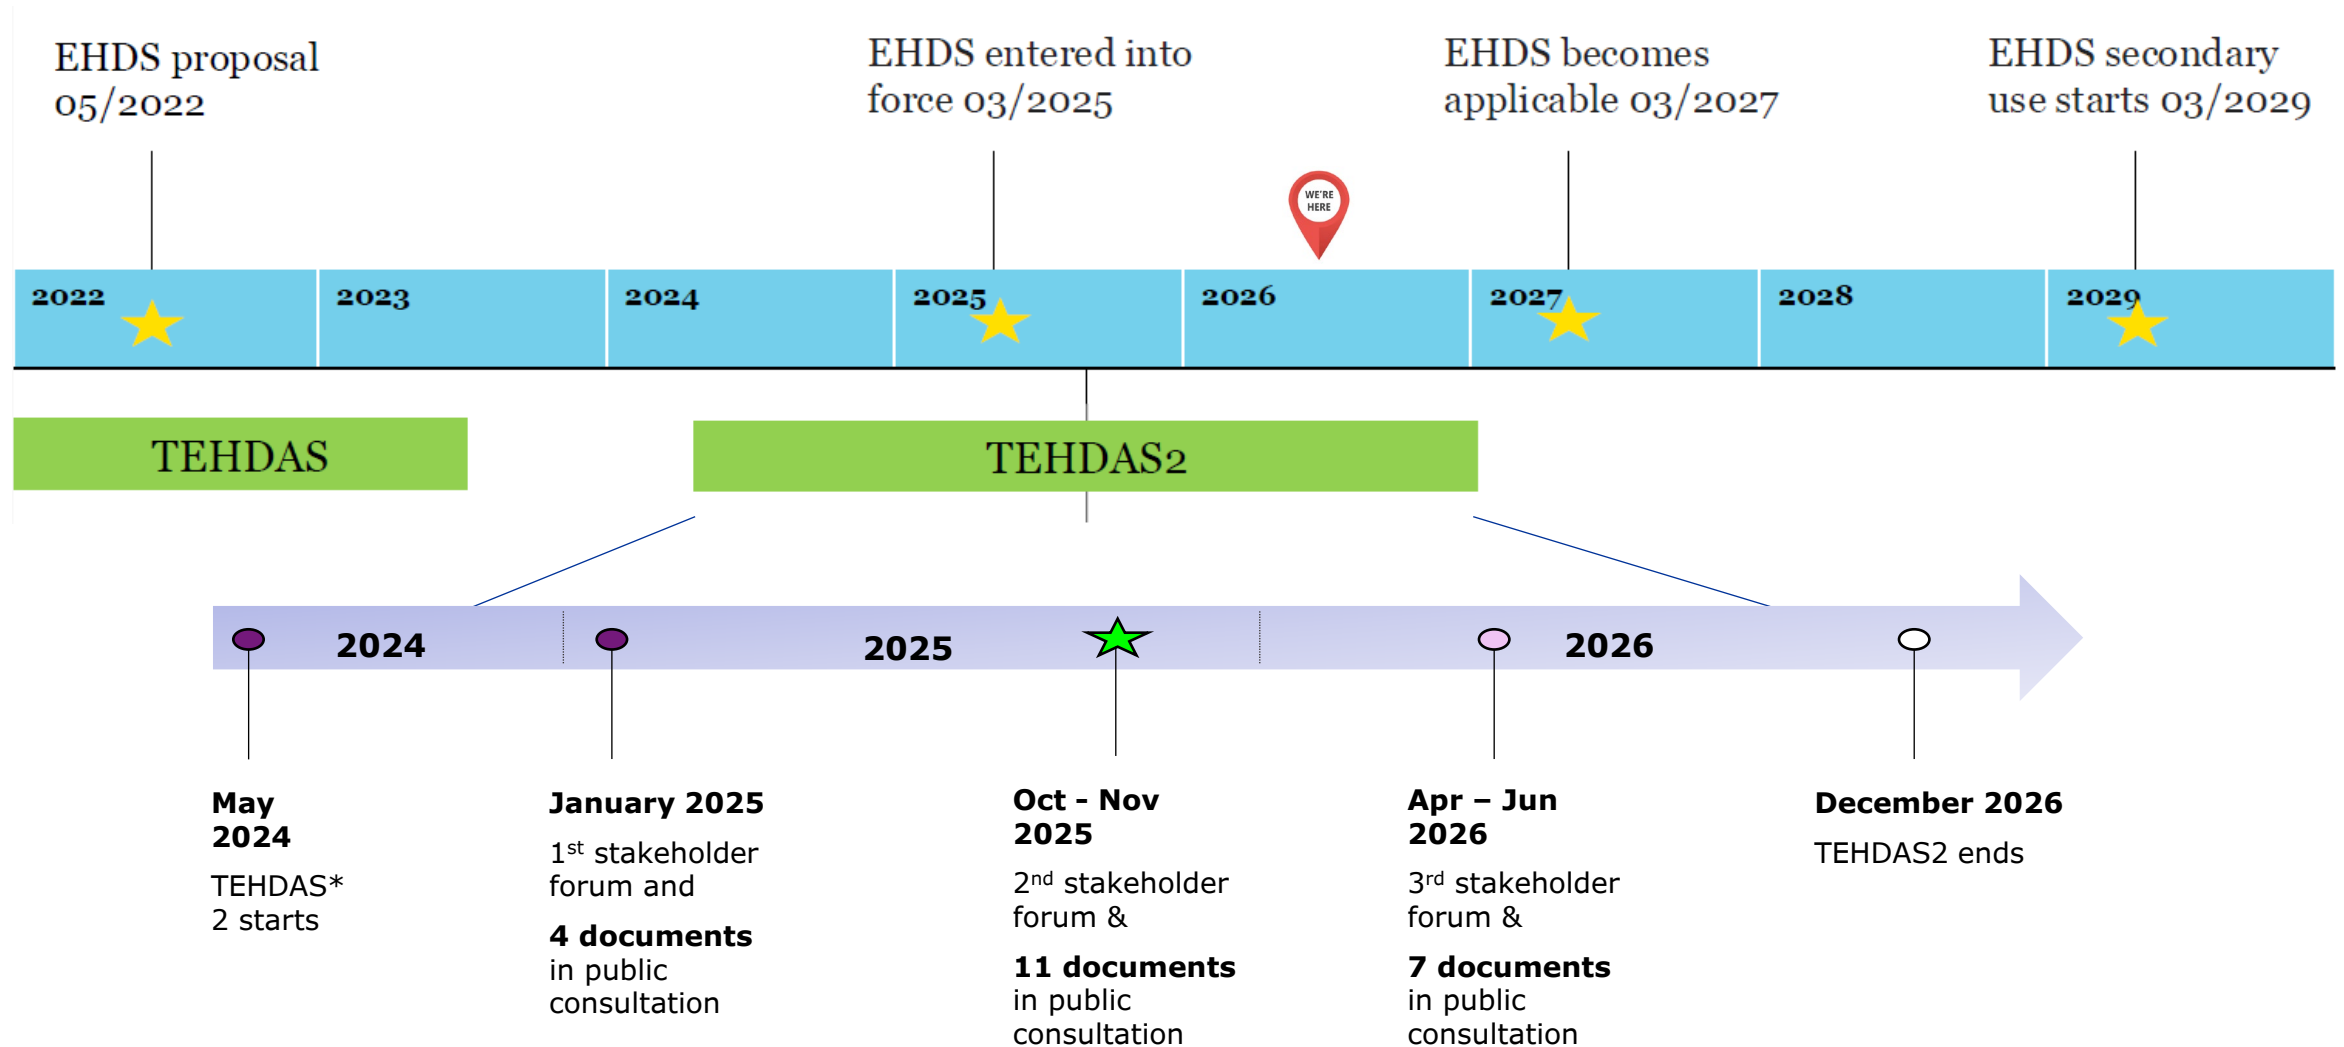 EHDS proposal
05/2022
EHDS entered into
force 03/2025
EHDS becomes
applicable 03/2027
EHDS secondary
use starts 03/2029
WE'RE
HERE
2022
2023
2024
2025
2026
2027
2028
2029
TEHDAS
TEHDAS2
2024
2025
2026
May
2024
TEHDAS*
2 starts
January 2025
1st stakeholder
forum and
4 documents
in public
consultation
Oct - Nov
2025
2nd stakeholder
forum &
11 documents
in public
consultation
Apr – Jun
2026
3rd stakeholder
forum &
7 documents
in public
consultation
December 2026
TEHDAS2 ends